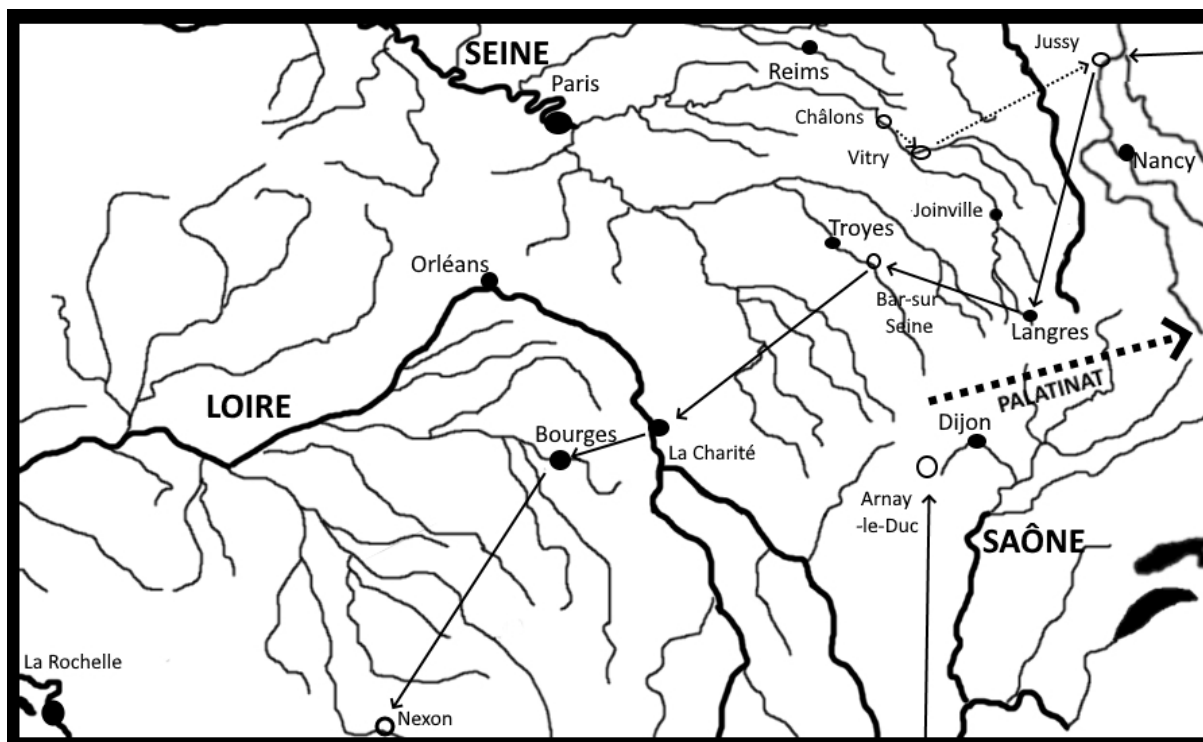 SEINE
Jussy
Paris
Reims
Châlons
Vitry
Nancy
Joinville
Troyes
Orléans
Bar-sur
Seine
Langres
PALATINAT
LOIRE
Dijon
Bourges
La Charité
Arnay
-le-Duc
SAÔNE
La Rochelle
Nexon